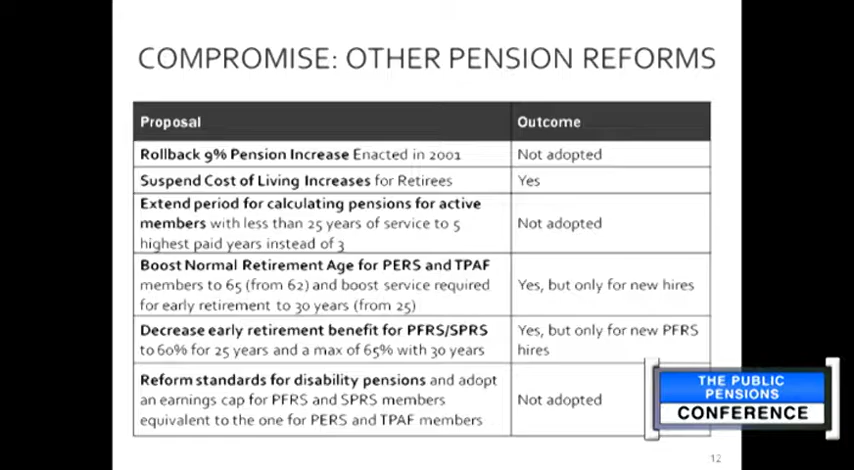 COMPROMISE: OTHER PENSION REFORMS
Proposal
Outcome
Rollback 9% Pension Increase Enacted in 2001
Not adopted
Suspend Cost of Living Increases for Retirees
Yes
Extend period for calculating pensions for active
members with less than 25 years of service to 5
highest paid years instead of 3
Not adopted
Boost Normal Retirement Age for PERS and TPAF
members to 65 (from 62) and boost service required
for early retirement to 30 years (from 25)
Yes, but only for new hires
Decrease early retirement benefit for PFRS/SPRS
to 60% for 25 years and a max of 65% with 30 years
Yes, but only for new PFRS
hires
Reform standards for disability pensions and adopt
an earnings cap for PFRS and SPRS members
equivalent to the one for PERS and TPAF members
Not adopted
THE PUBLIC
PENSIONS
CONFERENCE
12